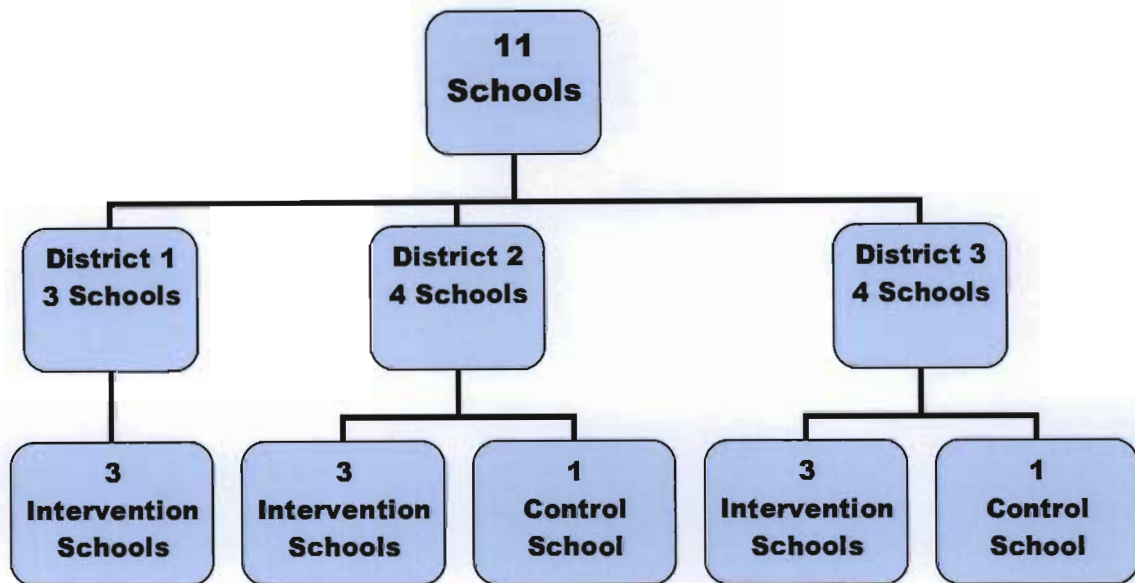 11
Schools
District 1
3 Schools
District 2
4 Schools
District 3
4 Schools
3
Intervention
Schools
3
Intervention
Schools
1
Control
School
3
Intervention
Schools
1
Control
School